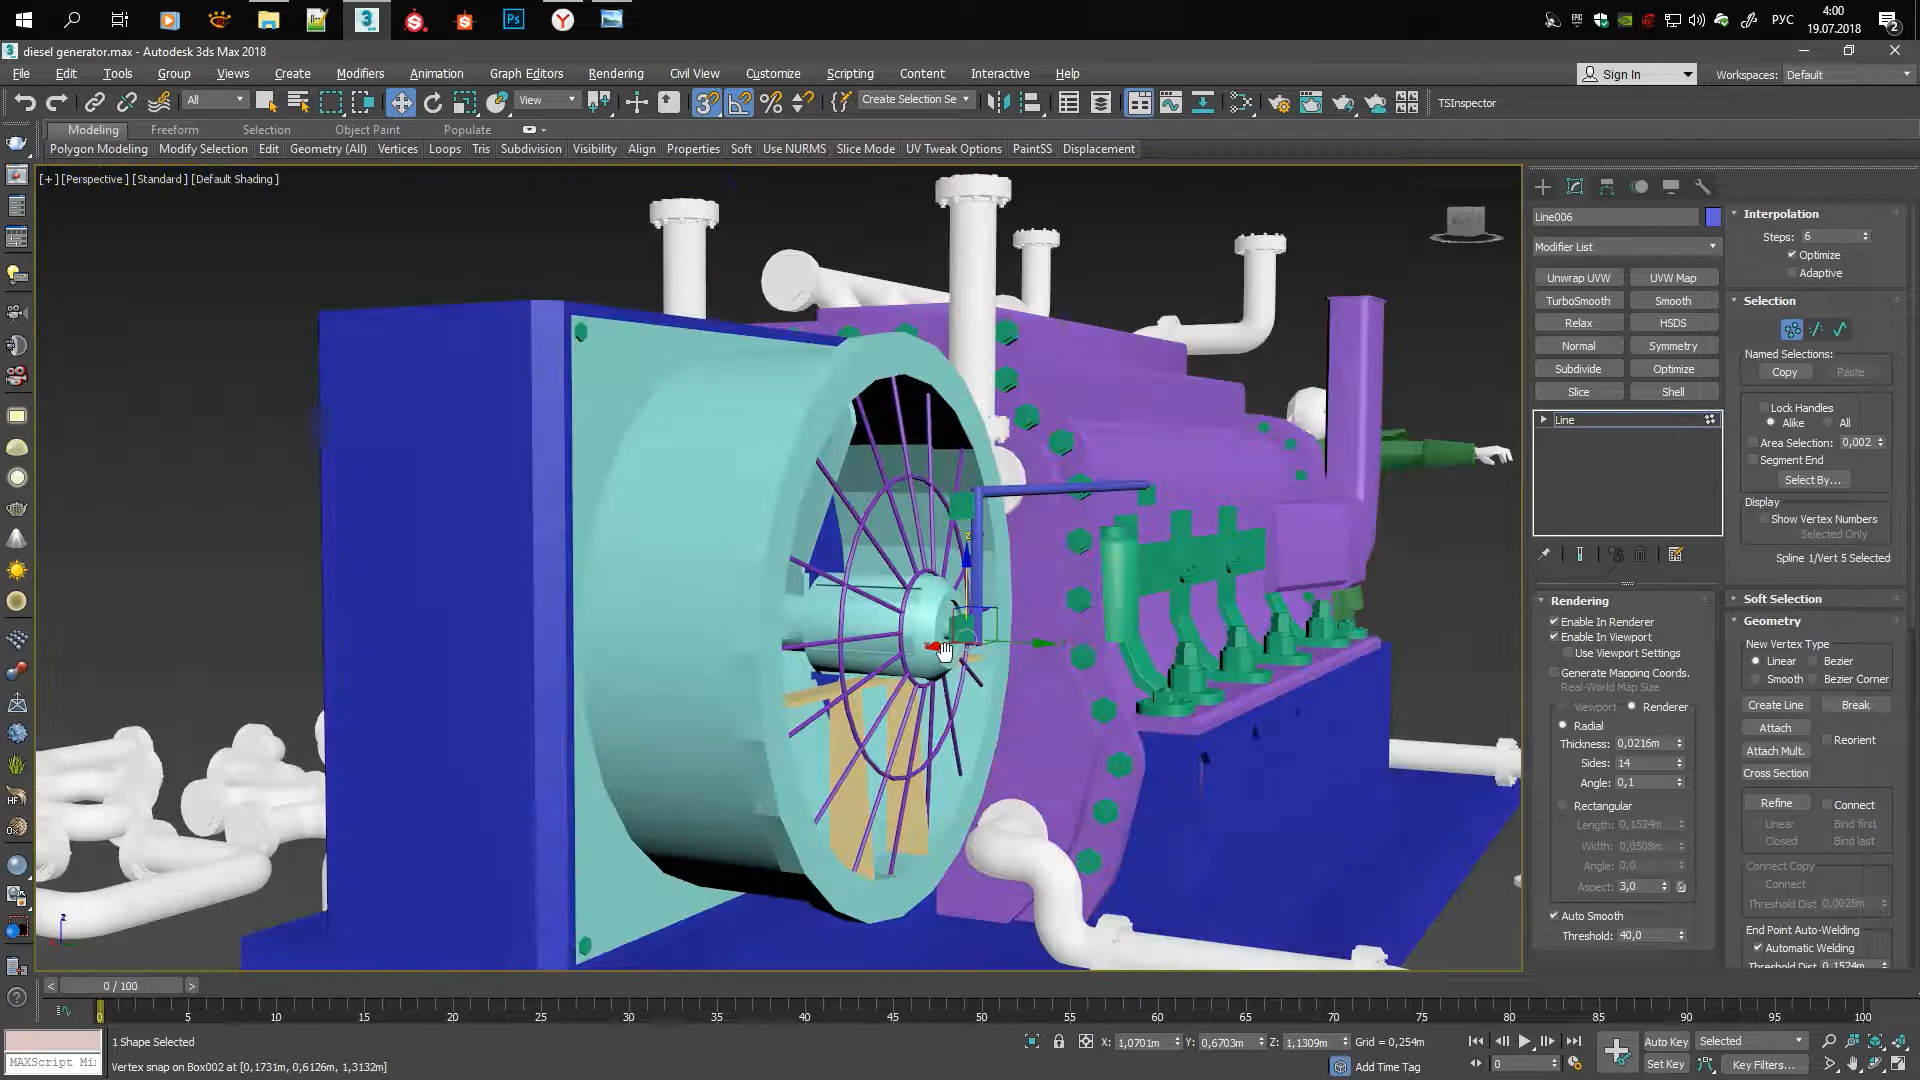 4:00
РУС
19.07.2018
2
diesel generator.max - Autodesk 3ds Max 2018
File Edit Tools Group Views Create Modifiers Animation Graph Editors Rendering Civil View Customize Scripting Content Interactive Help
Sign In
Workspaces: Default
All
View
Create Selection Se
TSInspector
Modeling Freeform Selection Object Paint Populate
Polygon Modeling Modify Selection Edit Geometry (All) Vertices Loops Tris Subdivision Visibility Align Properties Soft Use NURMS Slice Mode UV Tweak Options PaintSS Displacement
[+] [Perspective ] [Standard ] [Default Shading ]
Line006
Modifier List
Unwrap UVW UVW Map
TurboSmooth Smooth
Relax HSDS
Normal Symmetry
Subdivide Optimize
Slice Shell
Line
Rendering
Enable In Renderer
Enable In Viewport
Use Viewport Settings
Generate Mapping Coords.
Real-World Map Size
Viewport Renderer
Radial
Thickness: 0,0216m
Sides: 14
Angle: 0,1
Rectangular
Length: 0,1524m
Width: 0,0508m
Angle: 0,0
Aspect: 3,0
Auto Smooth
Threshold: 40,0
Interpolation
Steps: 6
Optimize
Adaptive
Selection
Named Selections:
Copy Paste
Lock Handles
Alike All
Area Selection: 0,002
Segment End
Select By...
Display
Show Vertex Numbers
Selected Only
Spline 1/Vert 5 Selected
Soft Selection
Geometry
New Vertex Type
Linear Bezier
Smooth Bezier Corner
Create Line Break
Attach
Reorient
Attach Mult.
Cross Section
Refine Connect
Linear Bind first
Closed Bind last
Connect Copy
Connect
Threshold Dist 0,0025m
End Point Auto-Welding
Automatic Welding
Threshold Dist 0,1524m
z
z
< 0 / 100 >
0 5 10 15 20 25 30 35 40 45 50 55 60 65 70 75 80 85 90 95 100
1 Shape Selected
X: 1,0701m Y: 0,6703m Z: 1,1309m Grid = 0,254m
Auto Key Selected
MAXScript Mi
Vertex snap on Box002 at [0,1731m, 0,6126m, 1,3132m]
Add Time Tag
0
Set Key Key Filters...